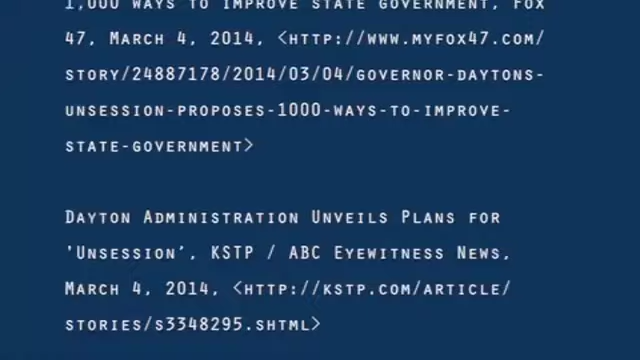 1,000 ways to improve state government, Fox
47, March 4, 2014, <http://www.myfox47.com/
story/24887178/2014/03/04/governor-daytons-
unsession-proposes-1000-ways-to-improve-
state-government>
Dayton Administration Unveils Plans for
'Unsession', KSTP / ABC Eyewitness News,
March 4, 2014, <http://kstp.com/article/
stories/s3348295.shtml>